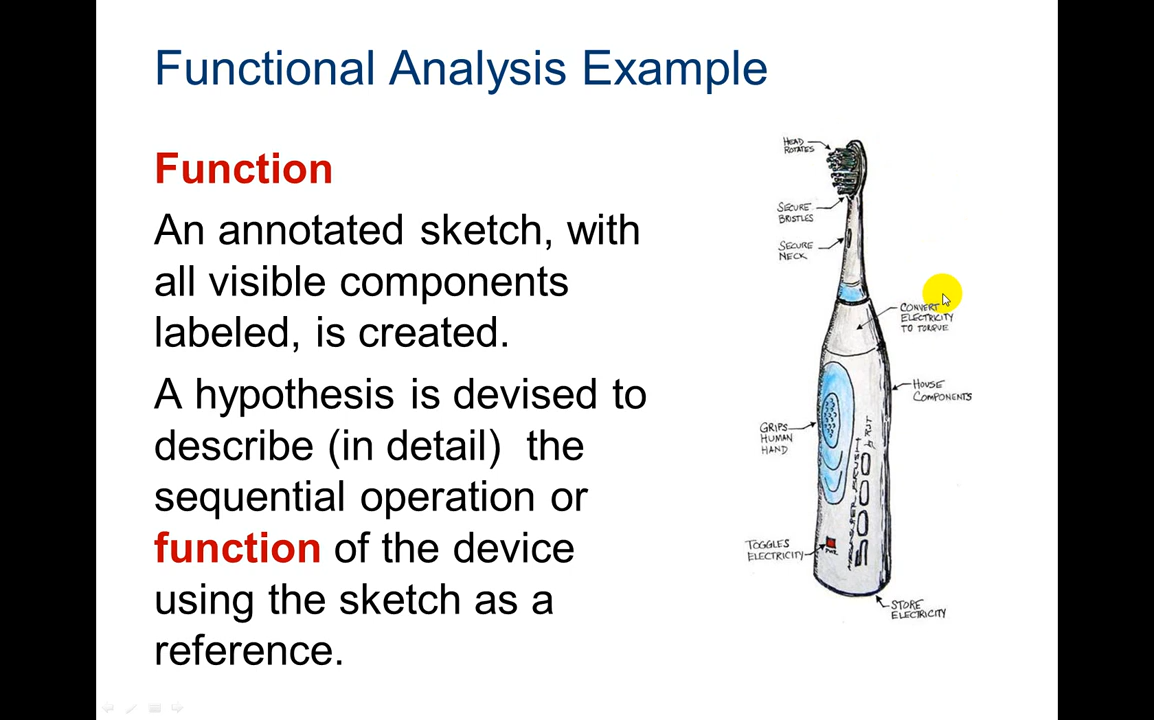 Functional Analysis Example
Function
An annotated sketch, with
all visible components
labeled, is created.
A hypothesis is devised to
describe (in detail) the
sequential operation or
function of the device
using the sketch as a
reference.
HEAD
ROTATES
SECURE
BRISTLES
SECURE
NECK
CONVERT
ELECTRICITY
TO TORQUE
HOUSE
COMPONENTS
GRIPS
HUMAN
HAND
5000
TOGGLES
ELECTRICITY
PWR
STORE
ELECTRICITY